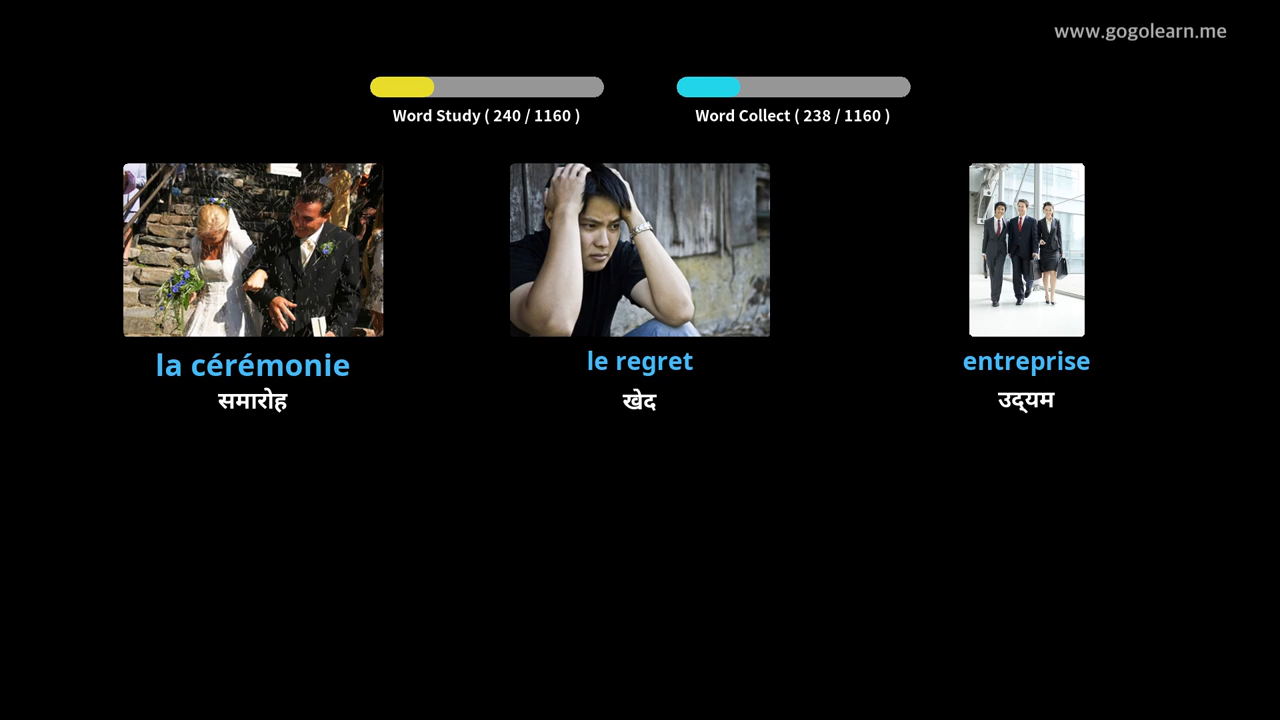 www.gogolearn.me
Word Study ( 240 / 1160 )
Word Collect ( 238 / 1160 )
la cérémonie
le regret
entreprise
समारोह
खेद
उद्यम